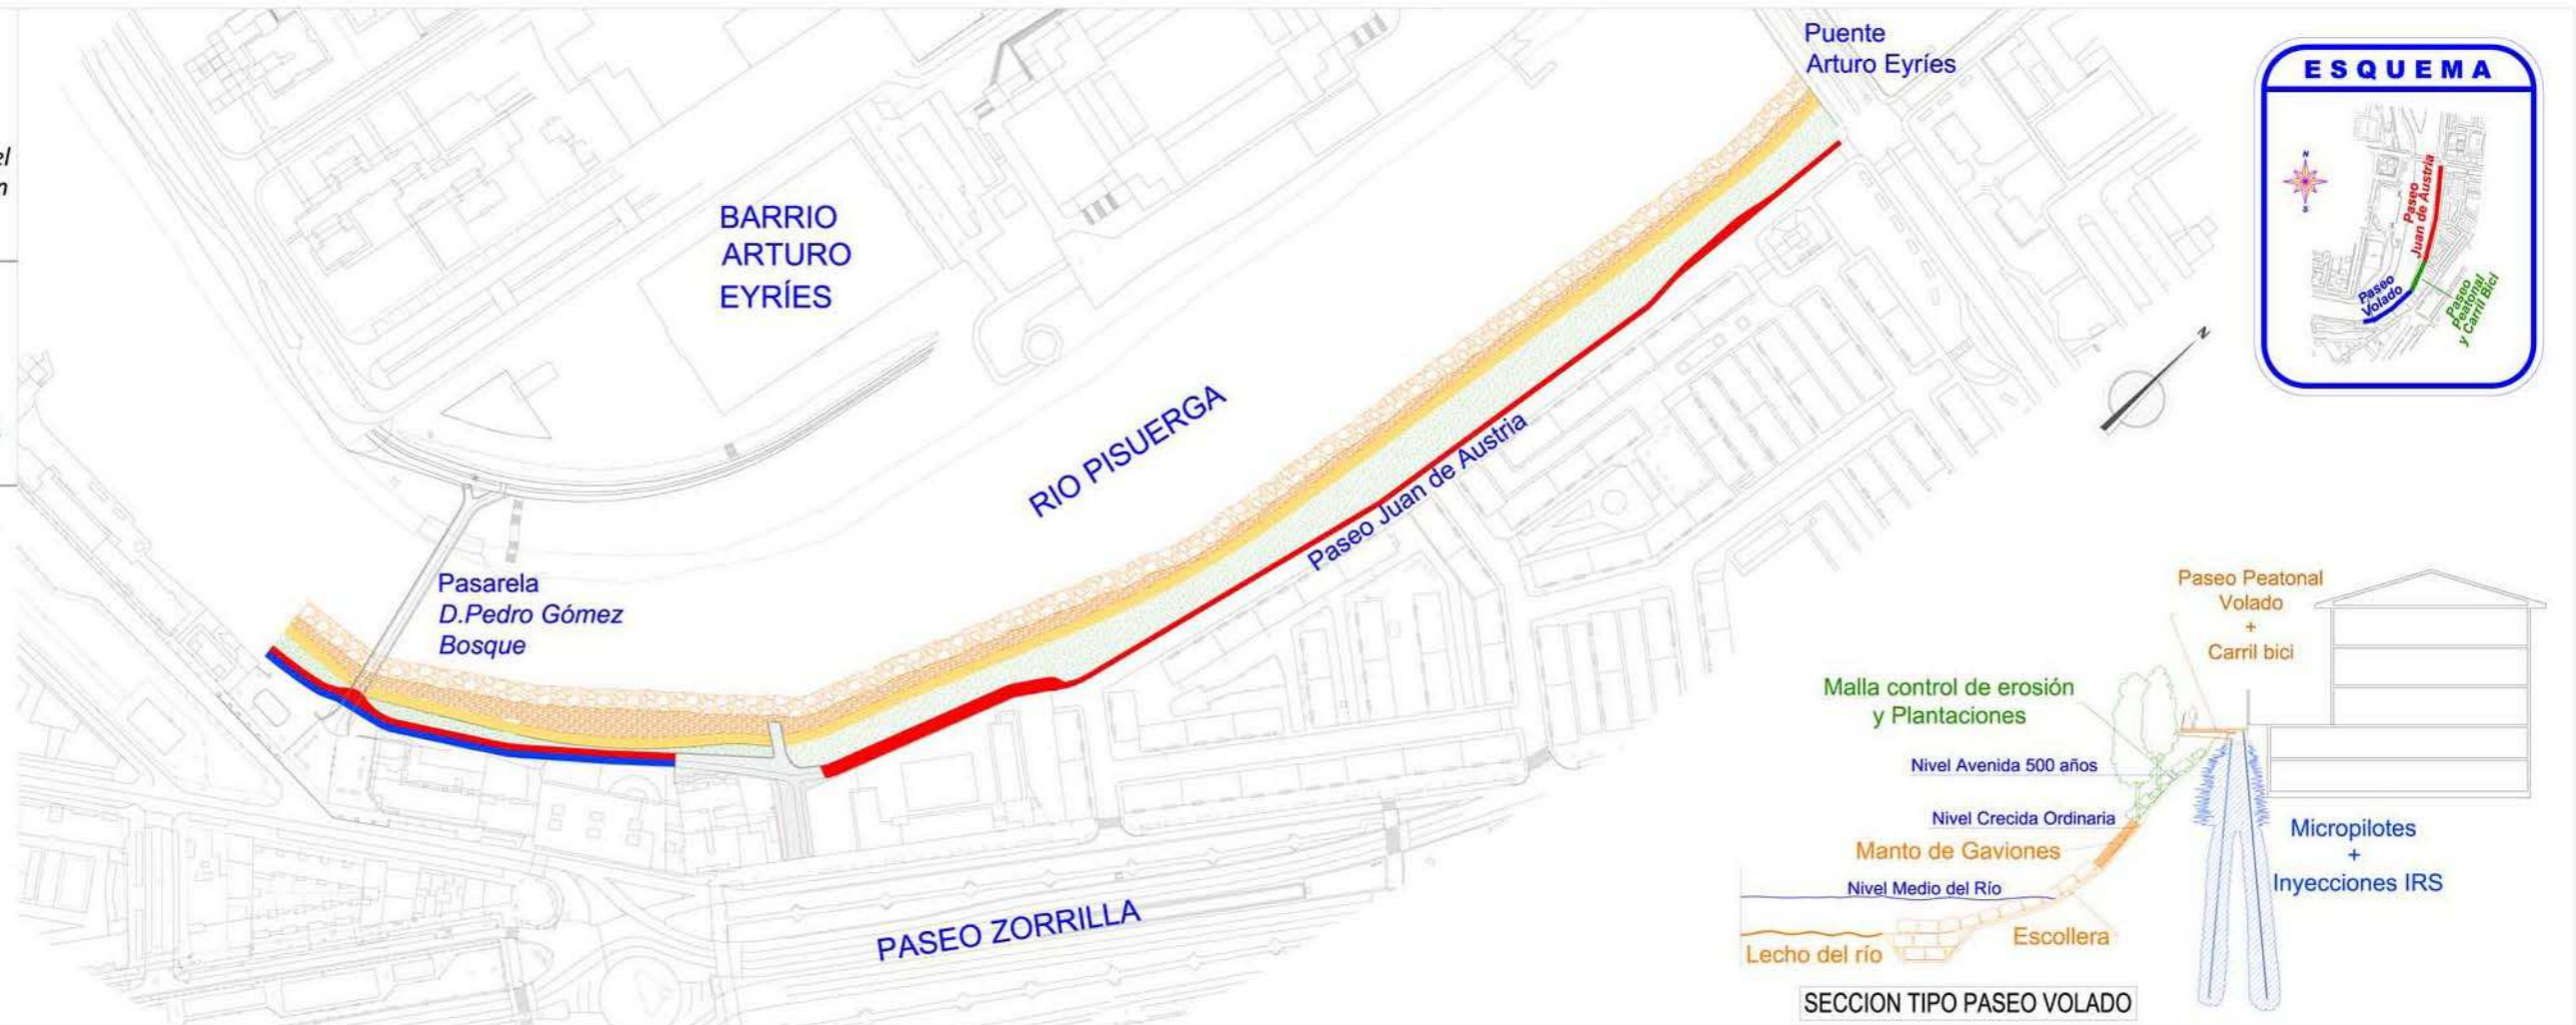 el
n
BARRIO
ARTURO
EYRÍES
RIO PISUERGA
Puente
Arturo Eyríes
Paseo Juan de Austria
Pasarela
D.Pedro Gómez
Bosque
PASEO ZORRILLA
N
ESQUEMA
N
S
Paseo
Juan de Austria
Paseo
Volado
Paseo
Peatonal
y Carril Bici
Paseo Peatonal
Volado
+
Carril bici
Malla control de erosión
y Plantaciones
Nivel Avenida 500 años
Nivel Crecida Ordinaria
Manto de Gaviones
Nivel Medio del Río
Escollera
Lecho del río
Micropilotes
+
Inyecciones IRS
SECCION TIPO PASEO VOLADO